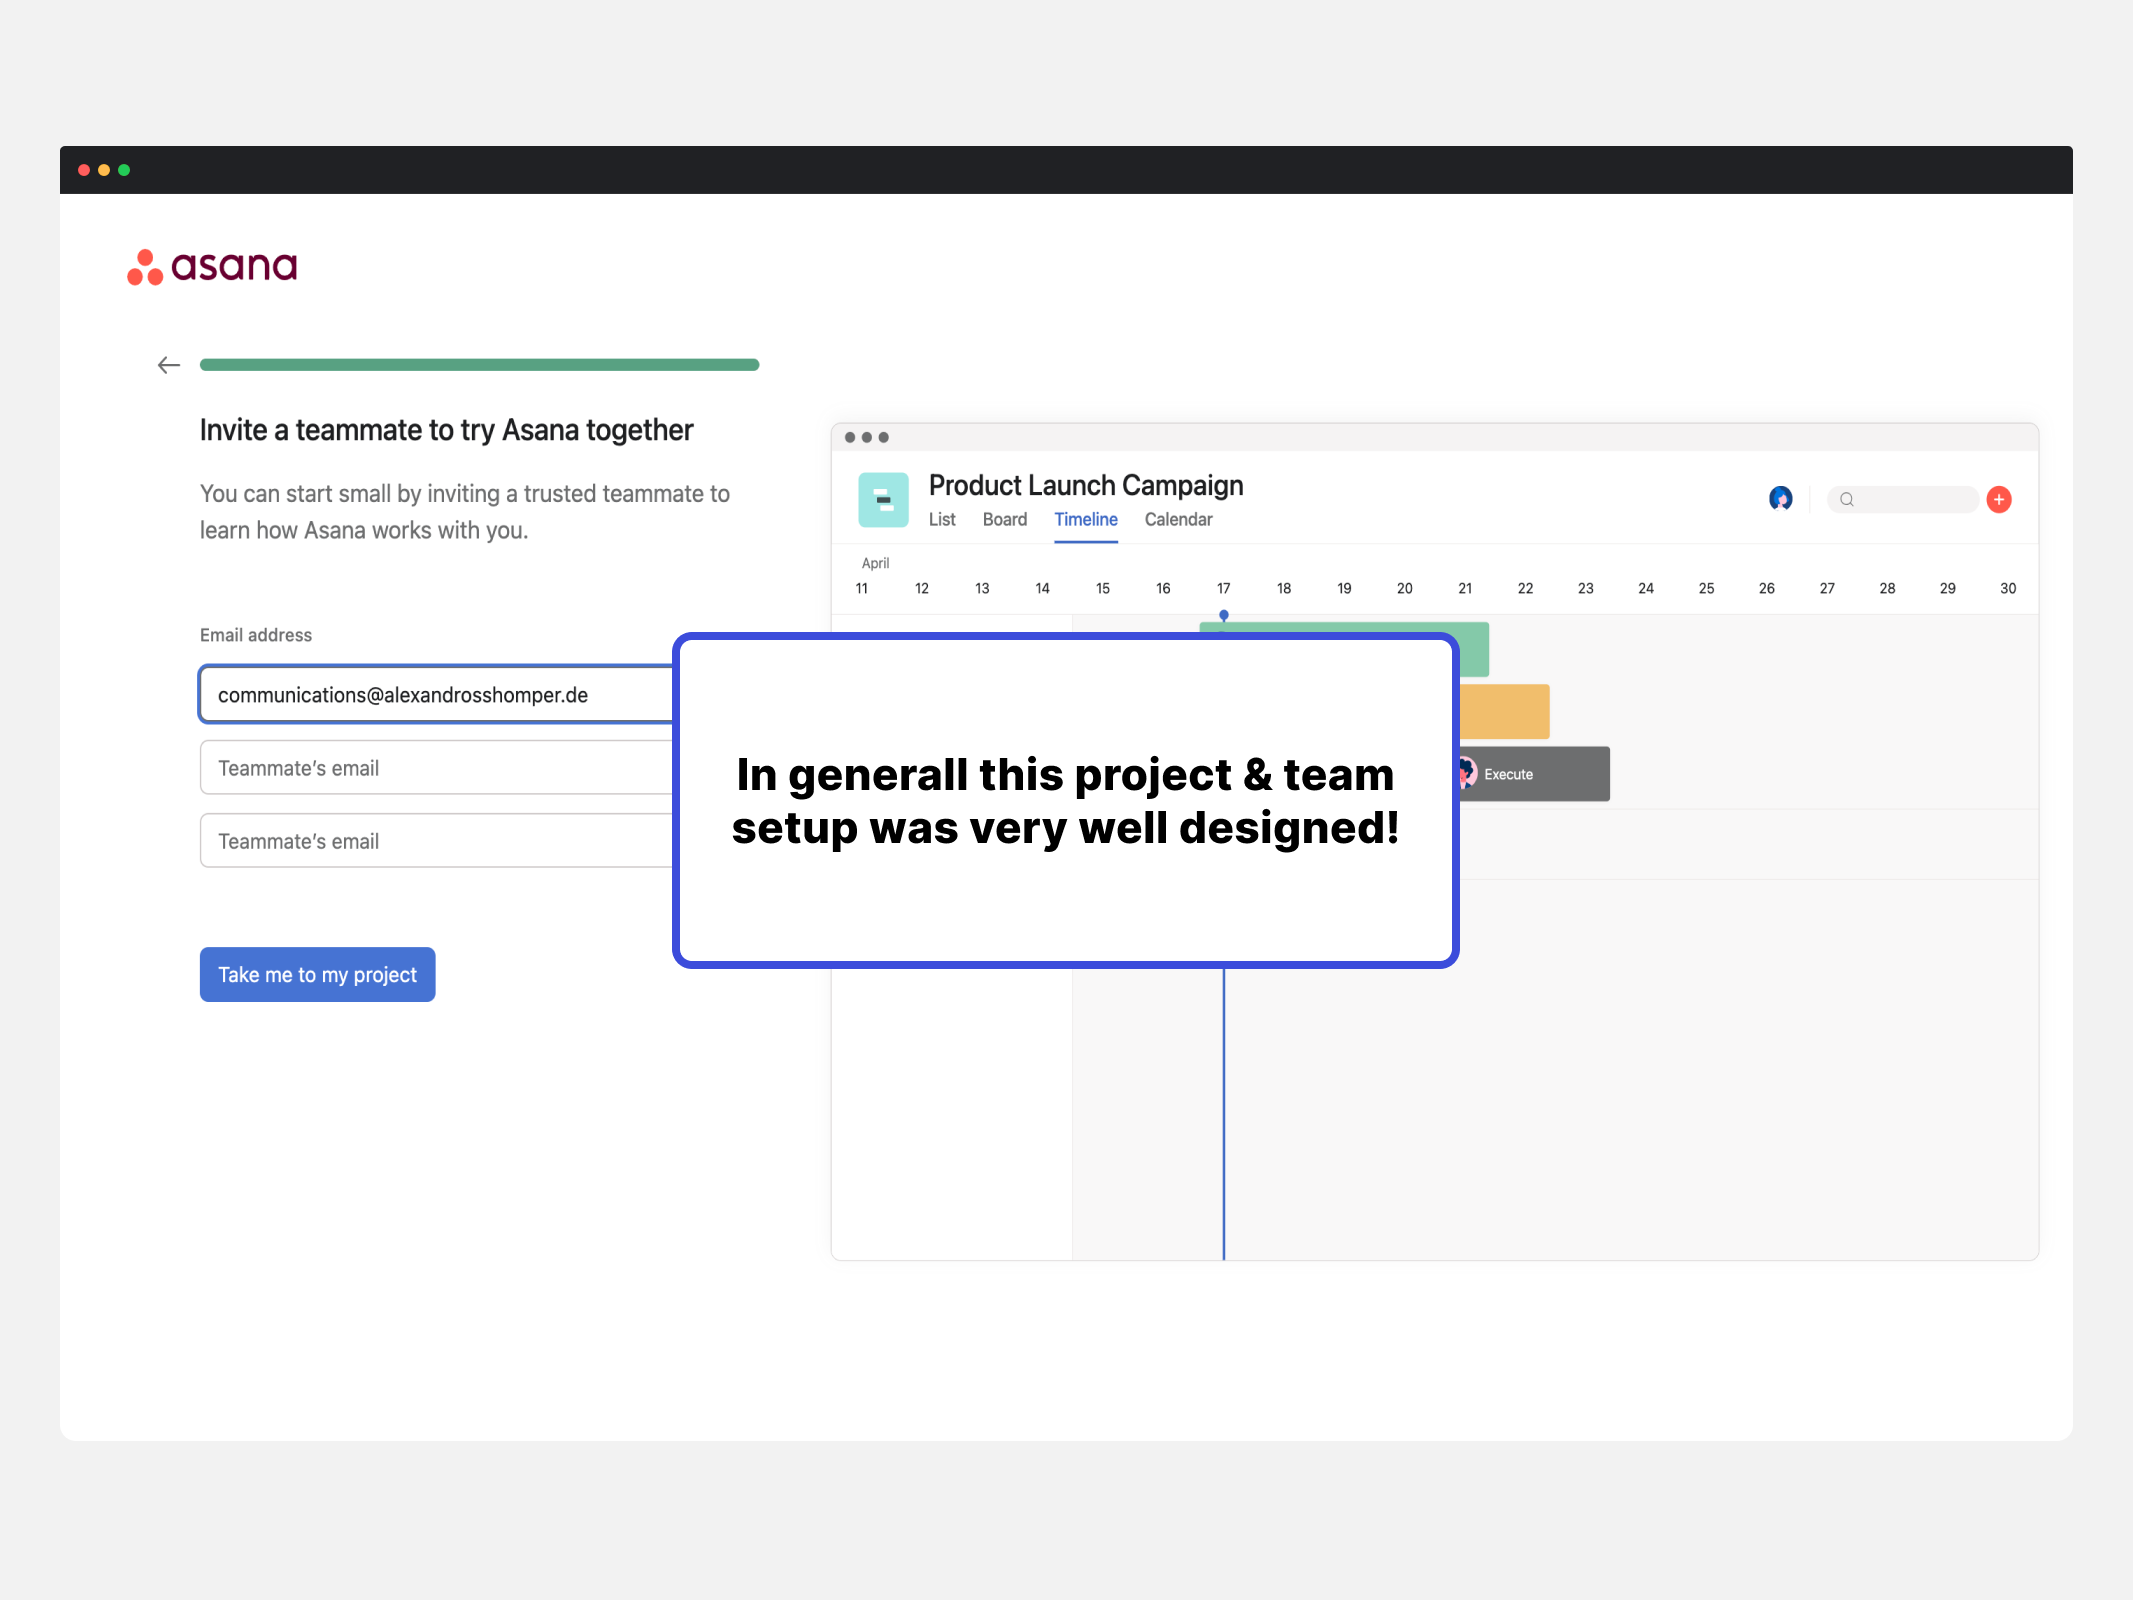 asana
Invite a teammate to try Asana together
You can start small by inviting a trusted teammate to
learn how Asana works with you.
Email address
communications@alexandrosshomper.de
Teammate's email
Teammate's email
Take me to my project
Product Launch Campaign
List Board Timeline Calendar
April
11 12 13 14 15 16 17 18 19 20 21 22 23 24 25 26 27 28 29 30
Execute
In generall this project & team
setup was very well designed!